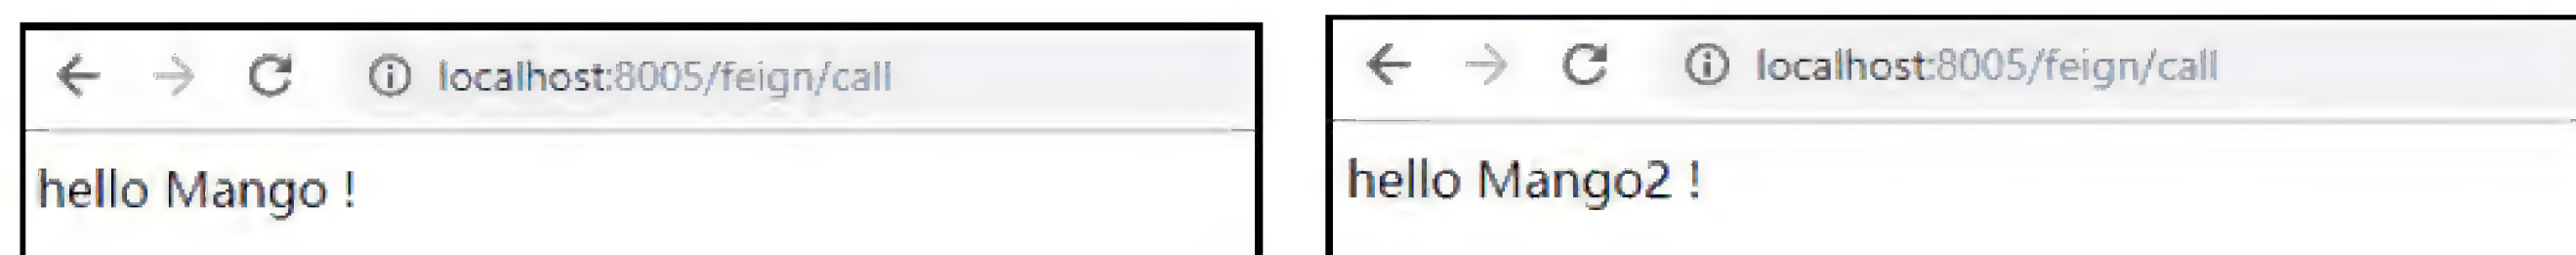 localhost:8005/feign/call
hello Mango !
localhost:8005/feign/call
hello Mango2 !